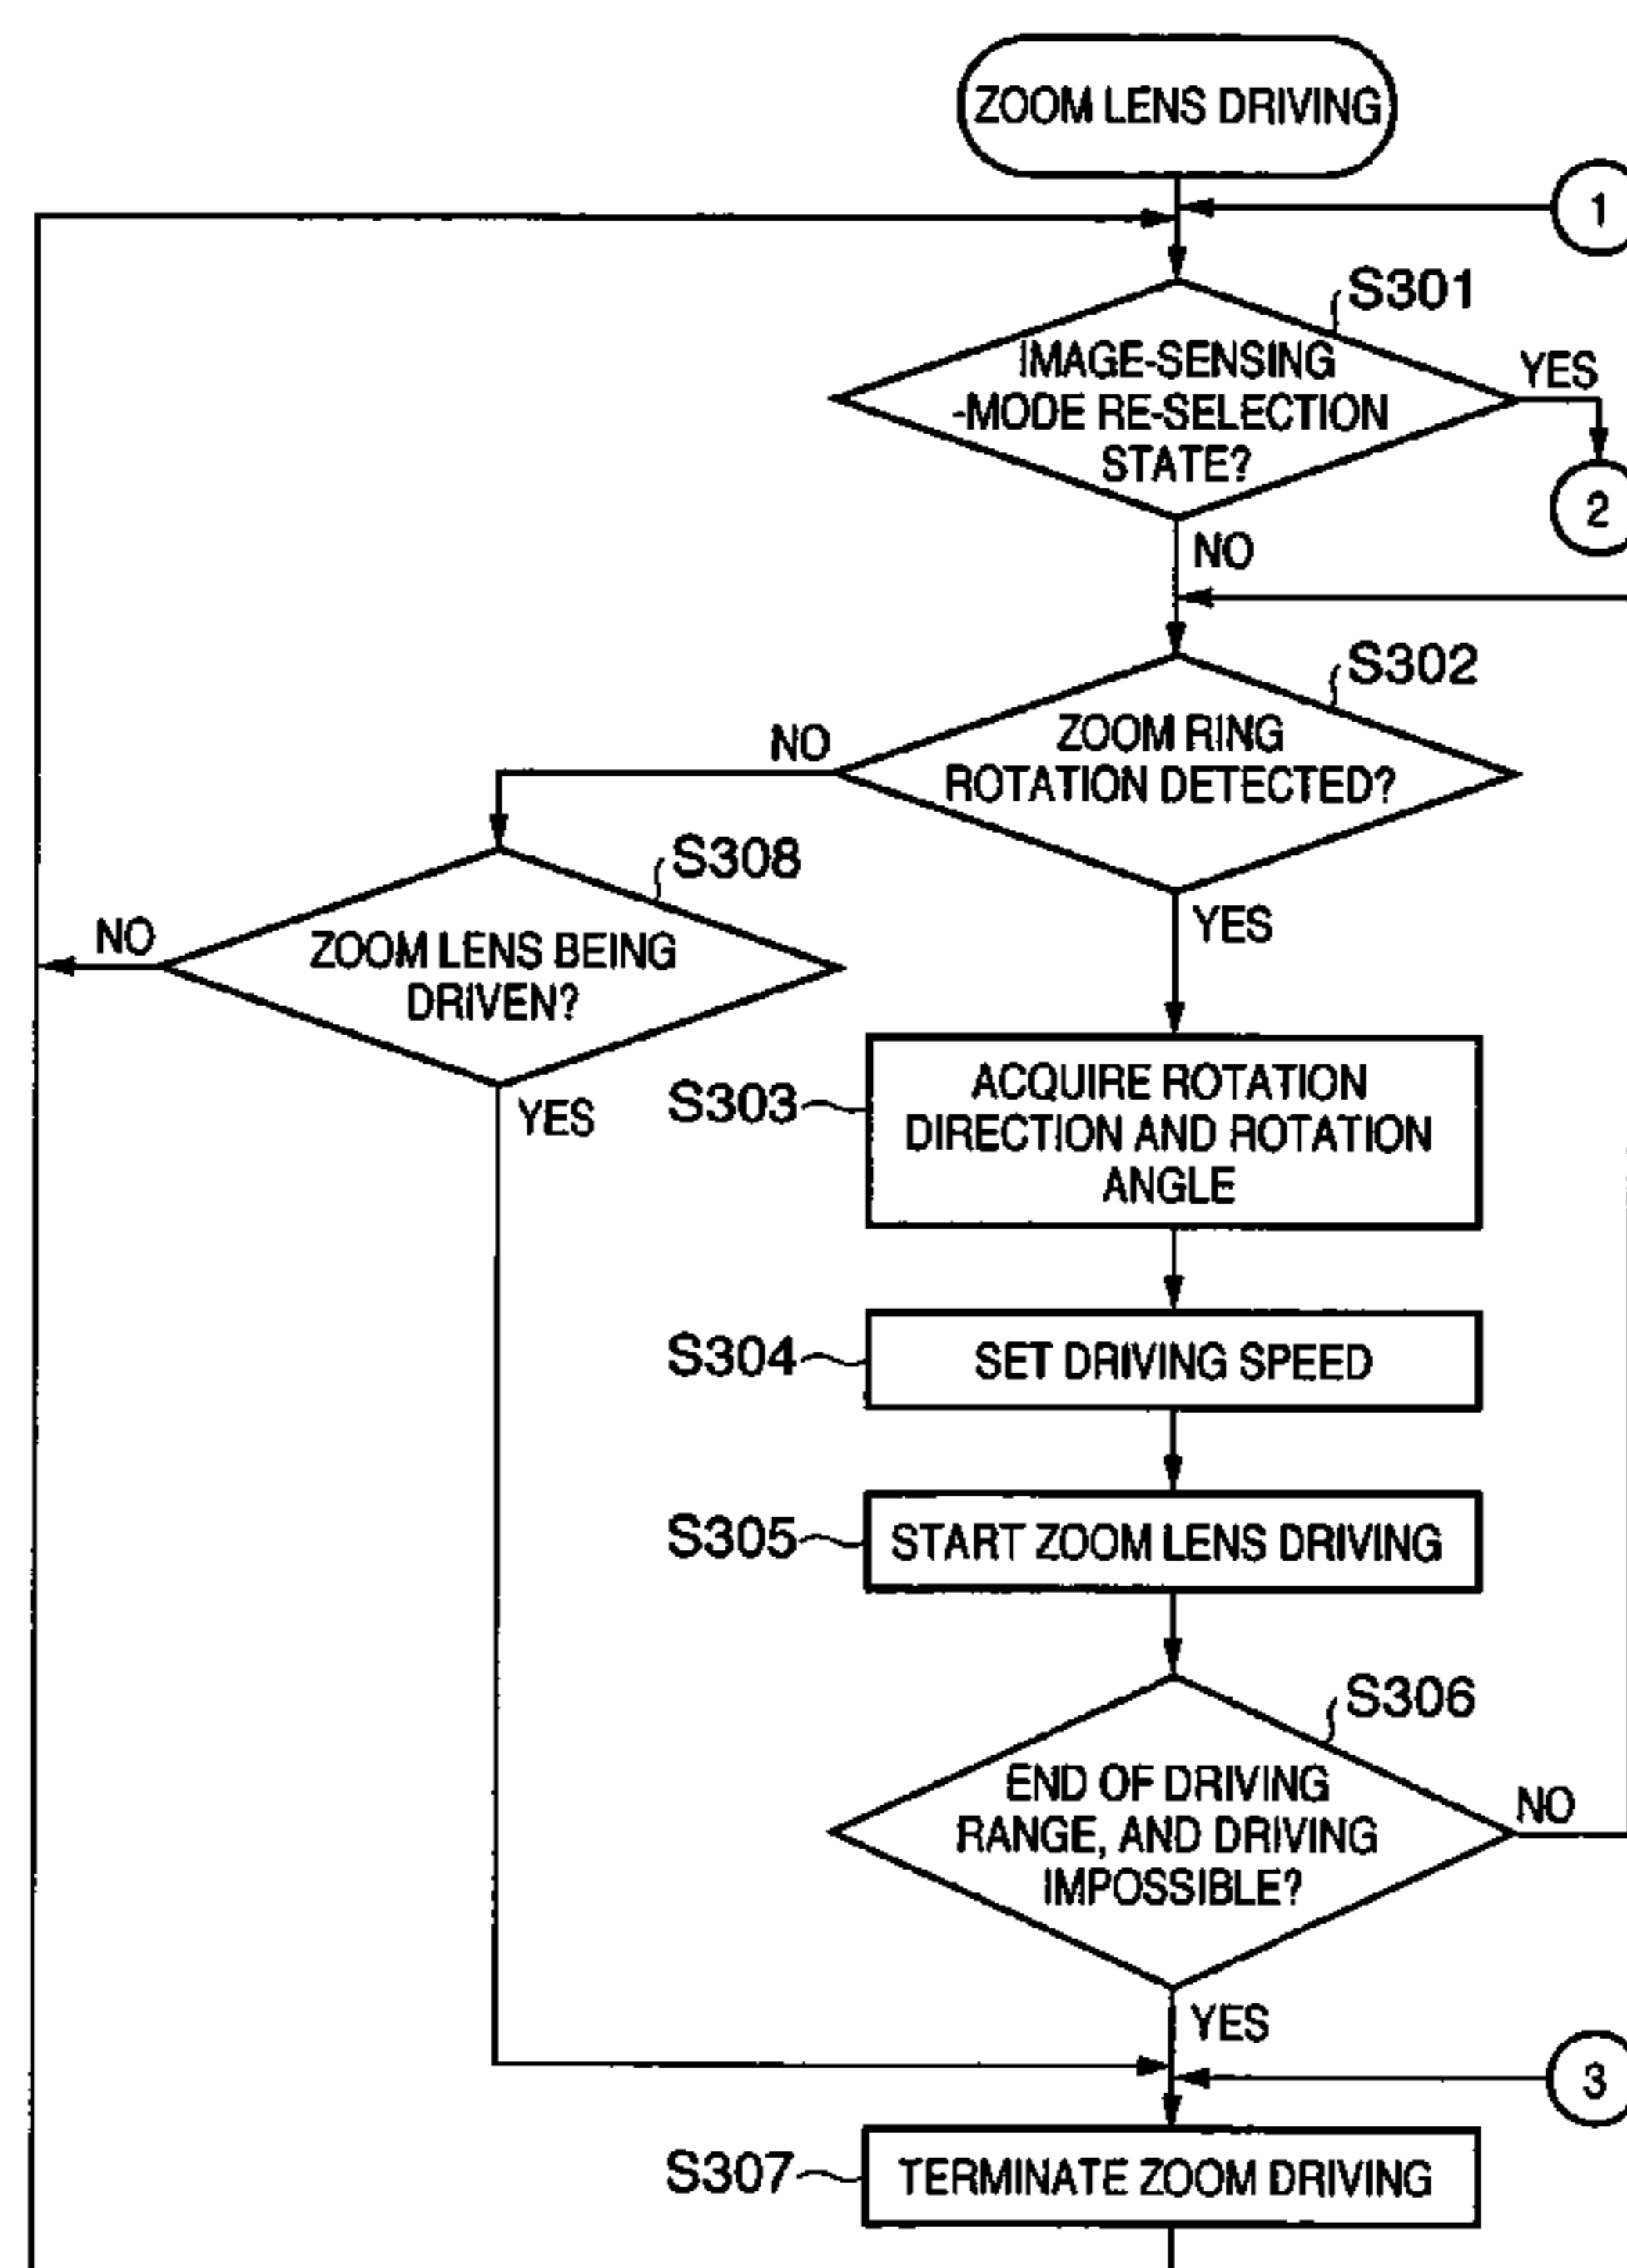 ZOOM LENS DRIVING
1
S301
IMAGE-SENSING
-MODE RE-SELECTION
STATE?
YES
2
NO
S302
ZOOM RING
ROTATION DETECTED?
NO
YES
S308
ZOOM LENS BEING
DRIVEN?
NO
YES
S303
ACQUIRE ROTATION
DIRECTION AND ROTATION
ANGLE
S304
SET DRIVING SPEED
S305
START ZOOM LENS DRIVING
S306
END OF DRIVING
RANGE, AND DRIVING
IMPOSSIBLE?
NO
YES
3
S307
TERMINATE ZOOM DRIVING